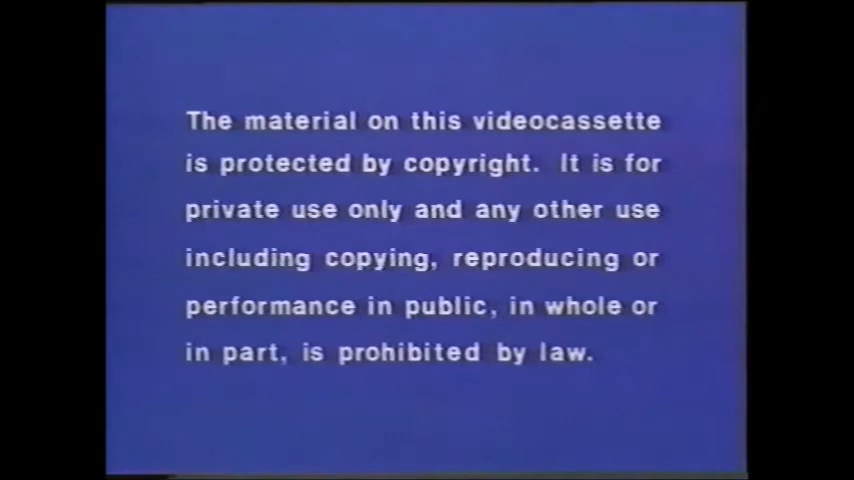 The material on this videocassette
is protected by copyright. It is for
private use only and any other use
including copying, reproducing or
performance in public, in whole or
in part, is prohibited by law.